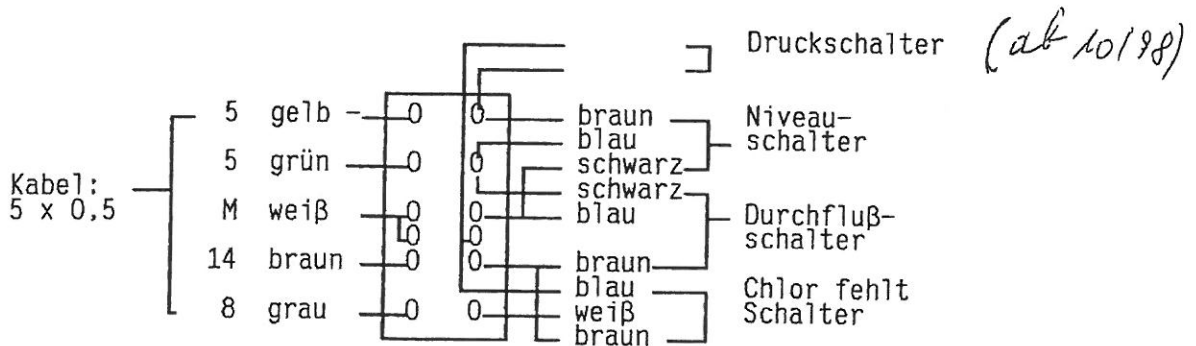 Druckschalter (ab 10/98)
5 gelb
braun
Niveau-
blau
schalter
5 grün
schwarz
Kabel:
5 x 0,5
schwarz
M weiß
blau
Durchfluß-
schalter
14 braun
braun
blau
Chlor fehlt
8 grau
weiß
Schalter
braun